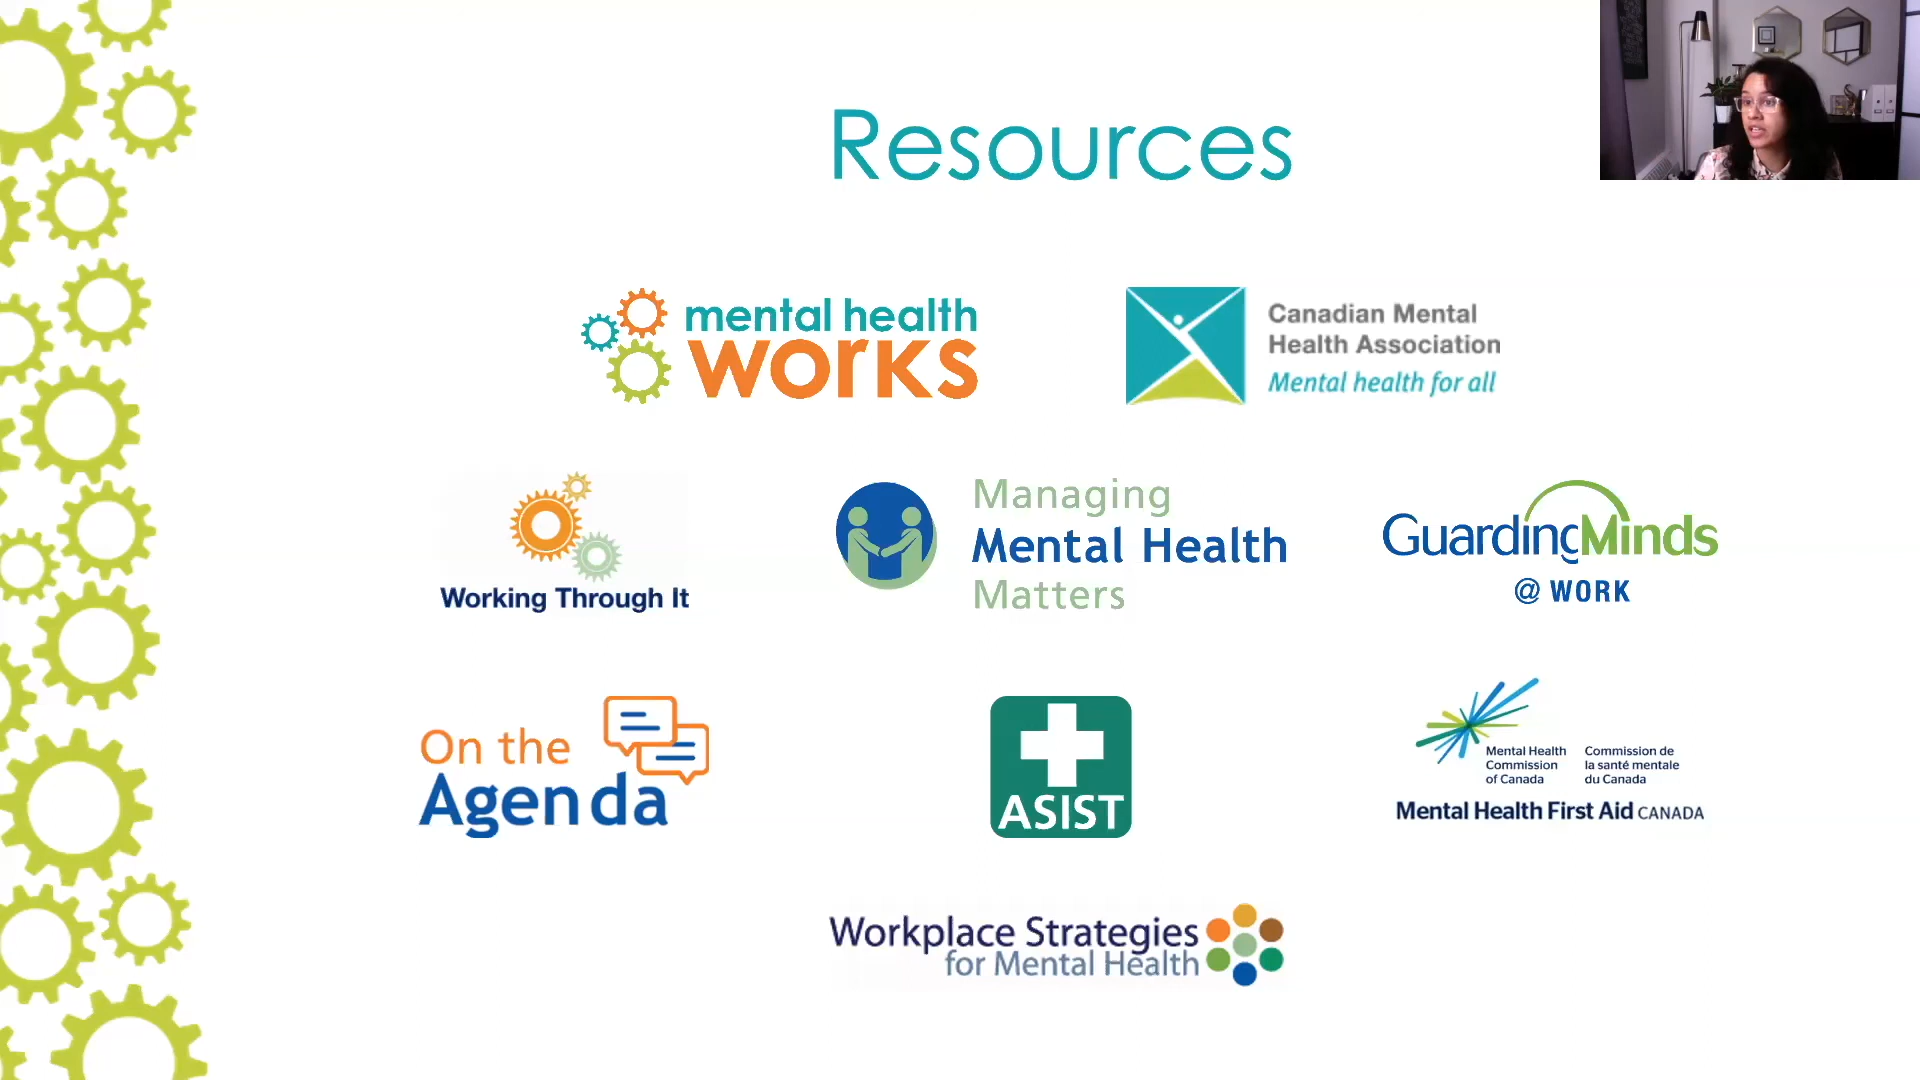 Resources
mental health
works
Canadian Mental
Health Association
Mental health for all
Working Through It
Managing
Mental Health
Matters
GuardingMinds
@ WORK
On the
Agenda
ASIST
Mental Health
Commission
of Canada
Commission de
la santé mentale
du Canada
Mental Health First Aid CANADA
Workplace Strategies
for Mental Health